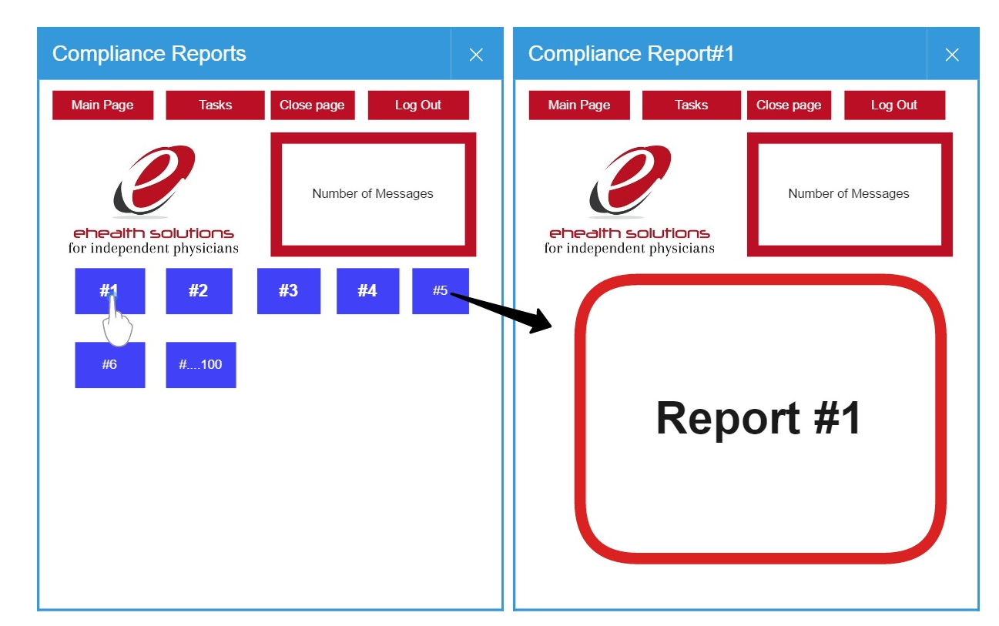 Compliance Reports
Main Page Tasks Close page Log Out
Number of Messages
ehealth solutions
for independent physicians
#1 #2 #3 #4 #5
#6 #....100
Compliance Report#1
Main Page Tasks Close page Log Out
Number of Messages
ehealth solutions
for independent physicians
Report #1